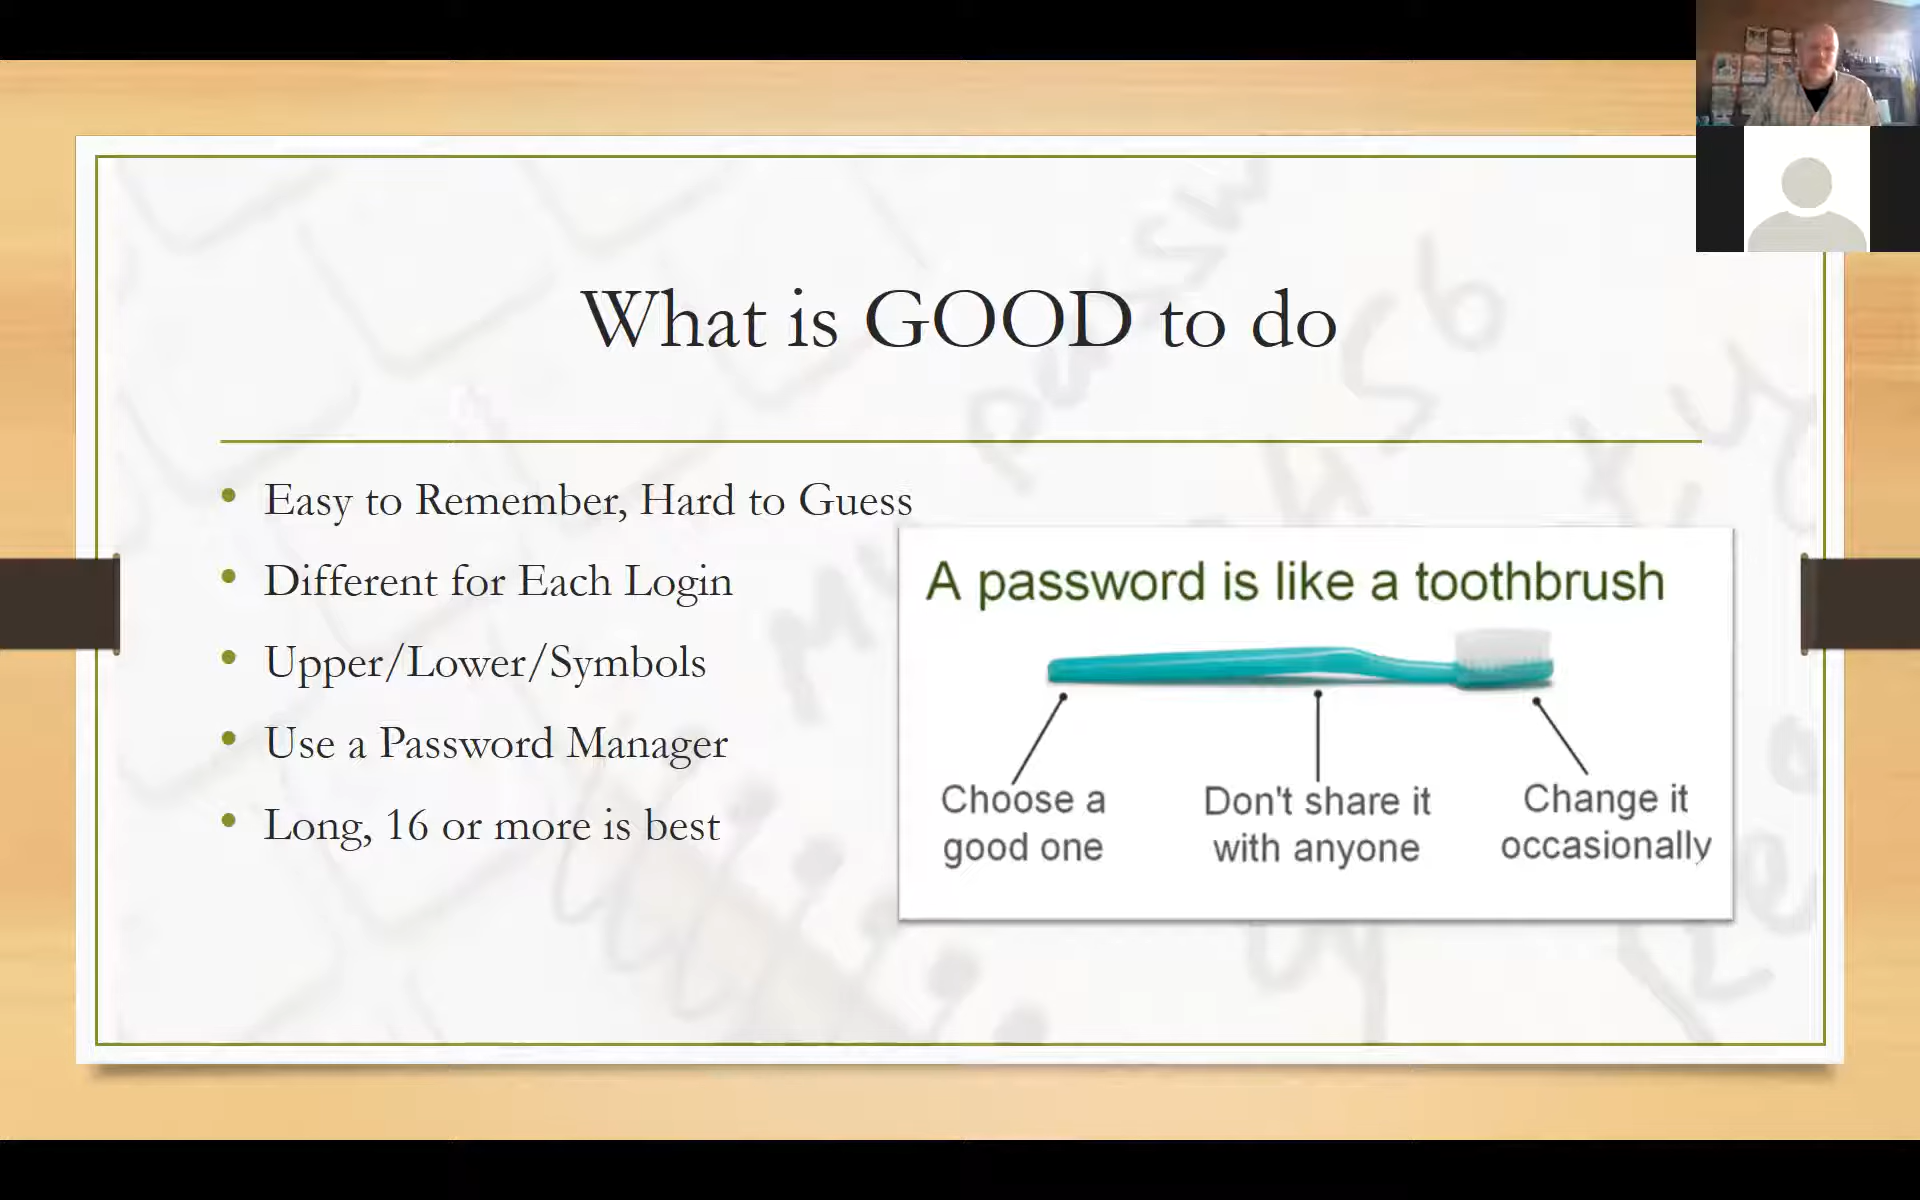 What is GOOD to do
Easy to Remember, Hard to Guess
Different for Each Login
Upper/Lower/Symbols
Use a Password Manager
Long, 16 or more is best
A password is like a toothbrush
Choose a
good one
Don't share it
with anyone
Change it
occasionally